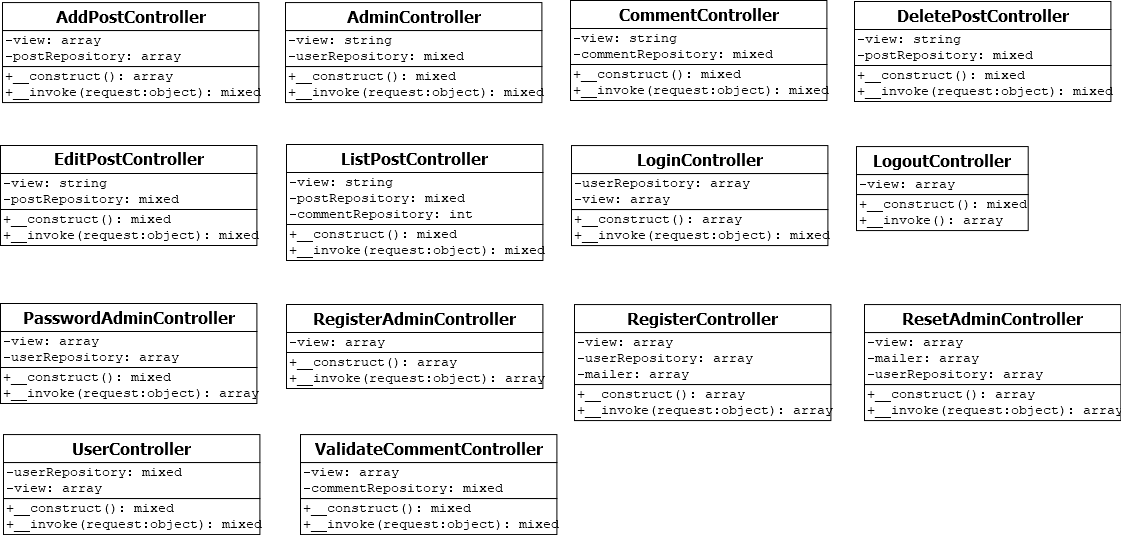 AddPostController
-view: array
-postRepository: array
+__construct(): array
+__invoke(request:object): mixed
AdminController
-view: string
-userRepository: mixed
+__construct(): mixed
+__invoke(request:object): mixed
CommentController
-view: string
-commentRepository: mixed
+__construct(): mixed
+__invoke(request:object): mixed
DeletePostController
-view: string
-postRepository: mixed
+__construct(): mixed
+__invoke(request:object): mixed
EditPostController
-view: string
-postRepository: mixed
+__construct(): mixed
+__invoke(request:object): mixed
ListPostController
-view: string
-postRepository: mixed
-commentRepository: int
+__construct(): mixed
+__invoke(request:object): mixed
LoginController
-userRepository: array
-view: array
+__construct(): array
+__invoke(request:object): mixed
LogoutController
-view: array
+__construct(): mixed
+__invoke(): array
PasswordAdminController
-view: array
-userRepository: array
+__construct(): mixed
+__invoke(request:object): array
RegisterAdminController
-view: array
+__construct(): array
+__invoke(request:object): array
RegisterController
-view: array
-userRepository: array
-mailer: array
+__construct(): array
+__invoke(request:object): array
ResetAdminController
-view: array
-mailer: array
-userRepository: array
+__construct(): array
+__invoke(request:object): array
UserController
-userRepository: mixed
-view: array
+__construct(): mixed
+__invoke(request:object): mixed
ValidateCommentController
-view: array
-commentRepository: mixed
+__construct(): mixed
+__invoke(request:object): mixed